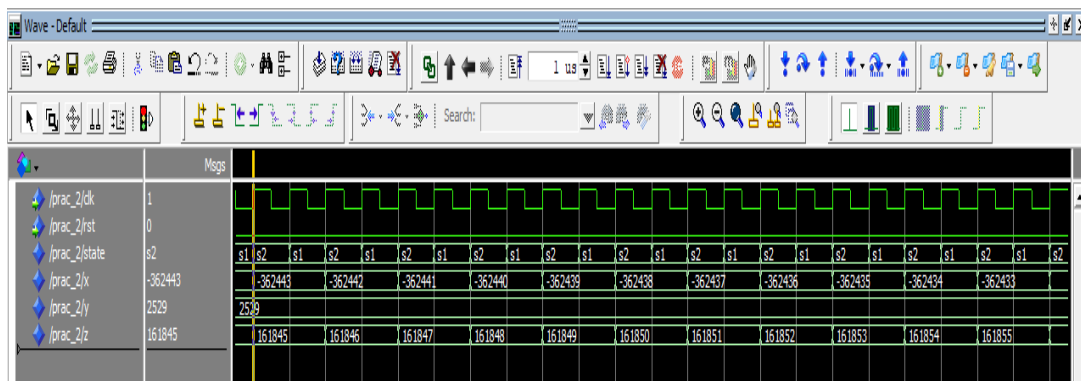 Wave - Default
1 us
Search:
Msgs
/prac_2/clk 1
/prac_2/rst 0
/prac_2/state s2 s1 s2 s1 s2 s1 s2 s1 s2 s1 s2 s1 s2 s1 s2 s1 s2 s1 s2 s1 s2 s1 s2 s1 s2
/prac_2/x -362443 -362443 -362442 -362441 -362440 -362439 -362438 -362437 -362436 -362435 -362434 -362433
/prac_2/y 2529 2529
/prac_2/z 161845 161845 161846 161847 161848 161849 161850 161851 161852 161853 161854 161855